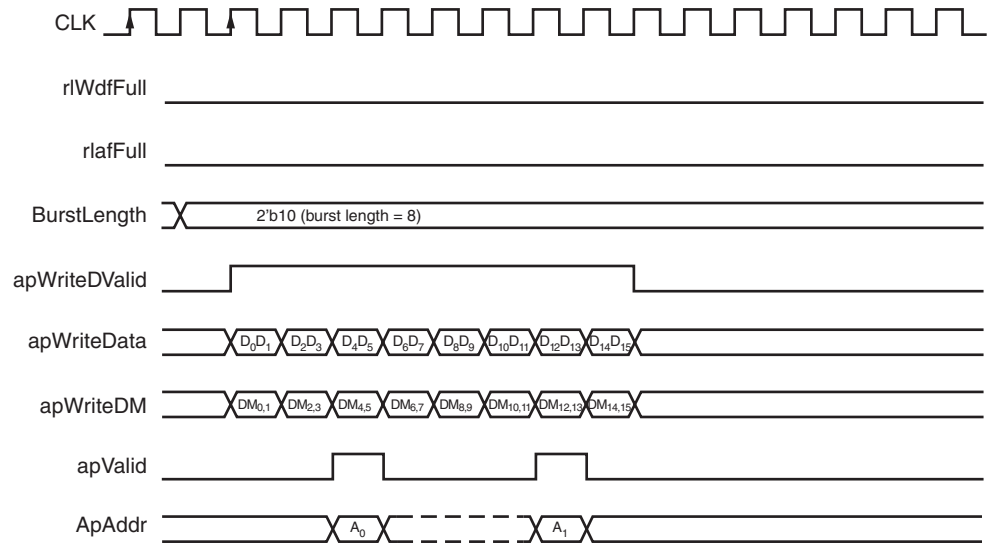 CLK
rlWdfFull
rlafFull
BurstLength 2'b10 (burst length = 8)
apWriteDValid
apWriteData D₀D₁ D₂D₃ D₄D₅ D₆D₇ D₈D₉ D₁₀D₁₁ D₁₂D₁₃ D₁₄D₁₅
apWriteDM DM₀,₁ DM₂,₃ DM₄,₅ DM₆,₇ DM₈,₉ DM₁₀,₁₁ DM₁₂,₁₃ DM₁₄,₁₅
apValid
ApAddr A₀ A₁